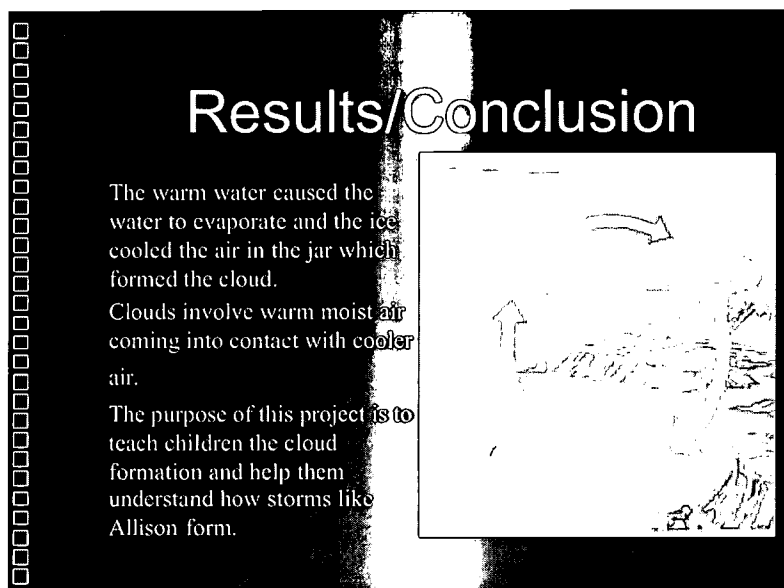 Results/Conclusion
The warm water caused the
water to evaporate and the ice
cooled the air in the jar which
formed the cloud.
Clouds involve warm moist air
coming into contact with cooler
air.
The purpose of this project is to
teach children the cloud
formation and help them
understand how storms like
Allison form.